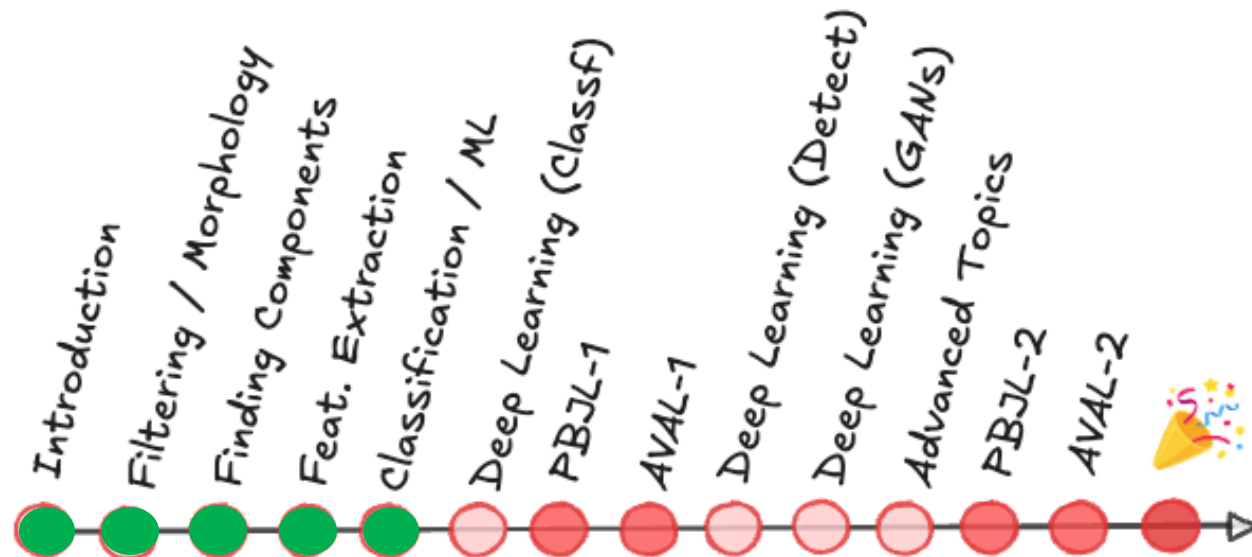 Introduction
Filtering / Morphology
Finding Components
Feat. Extraction
Classification / ML
Deep Learning (Classf)
PBJL-1
AVAL-1
Deep Learning (Detect)
Deep Learning (GANs)
Advanced Topics
PBJL-2
AVAL-2